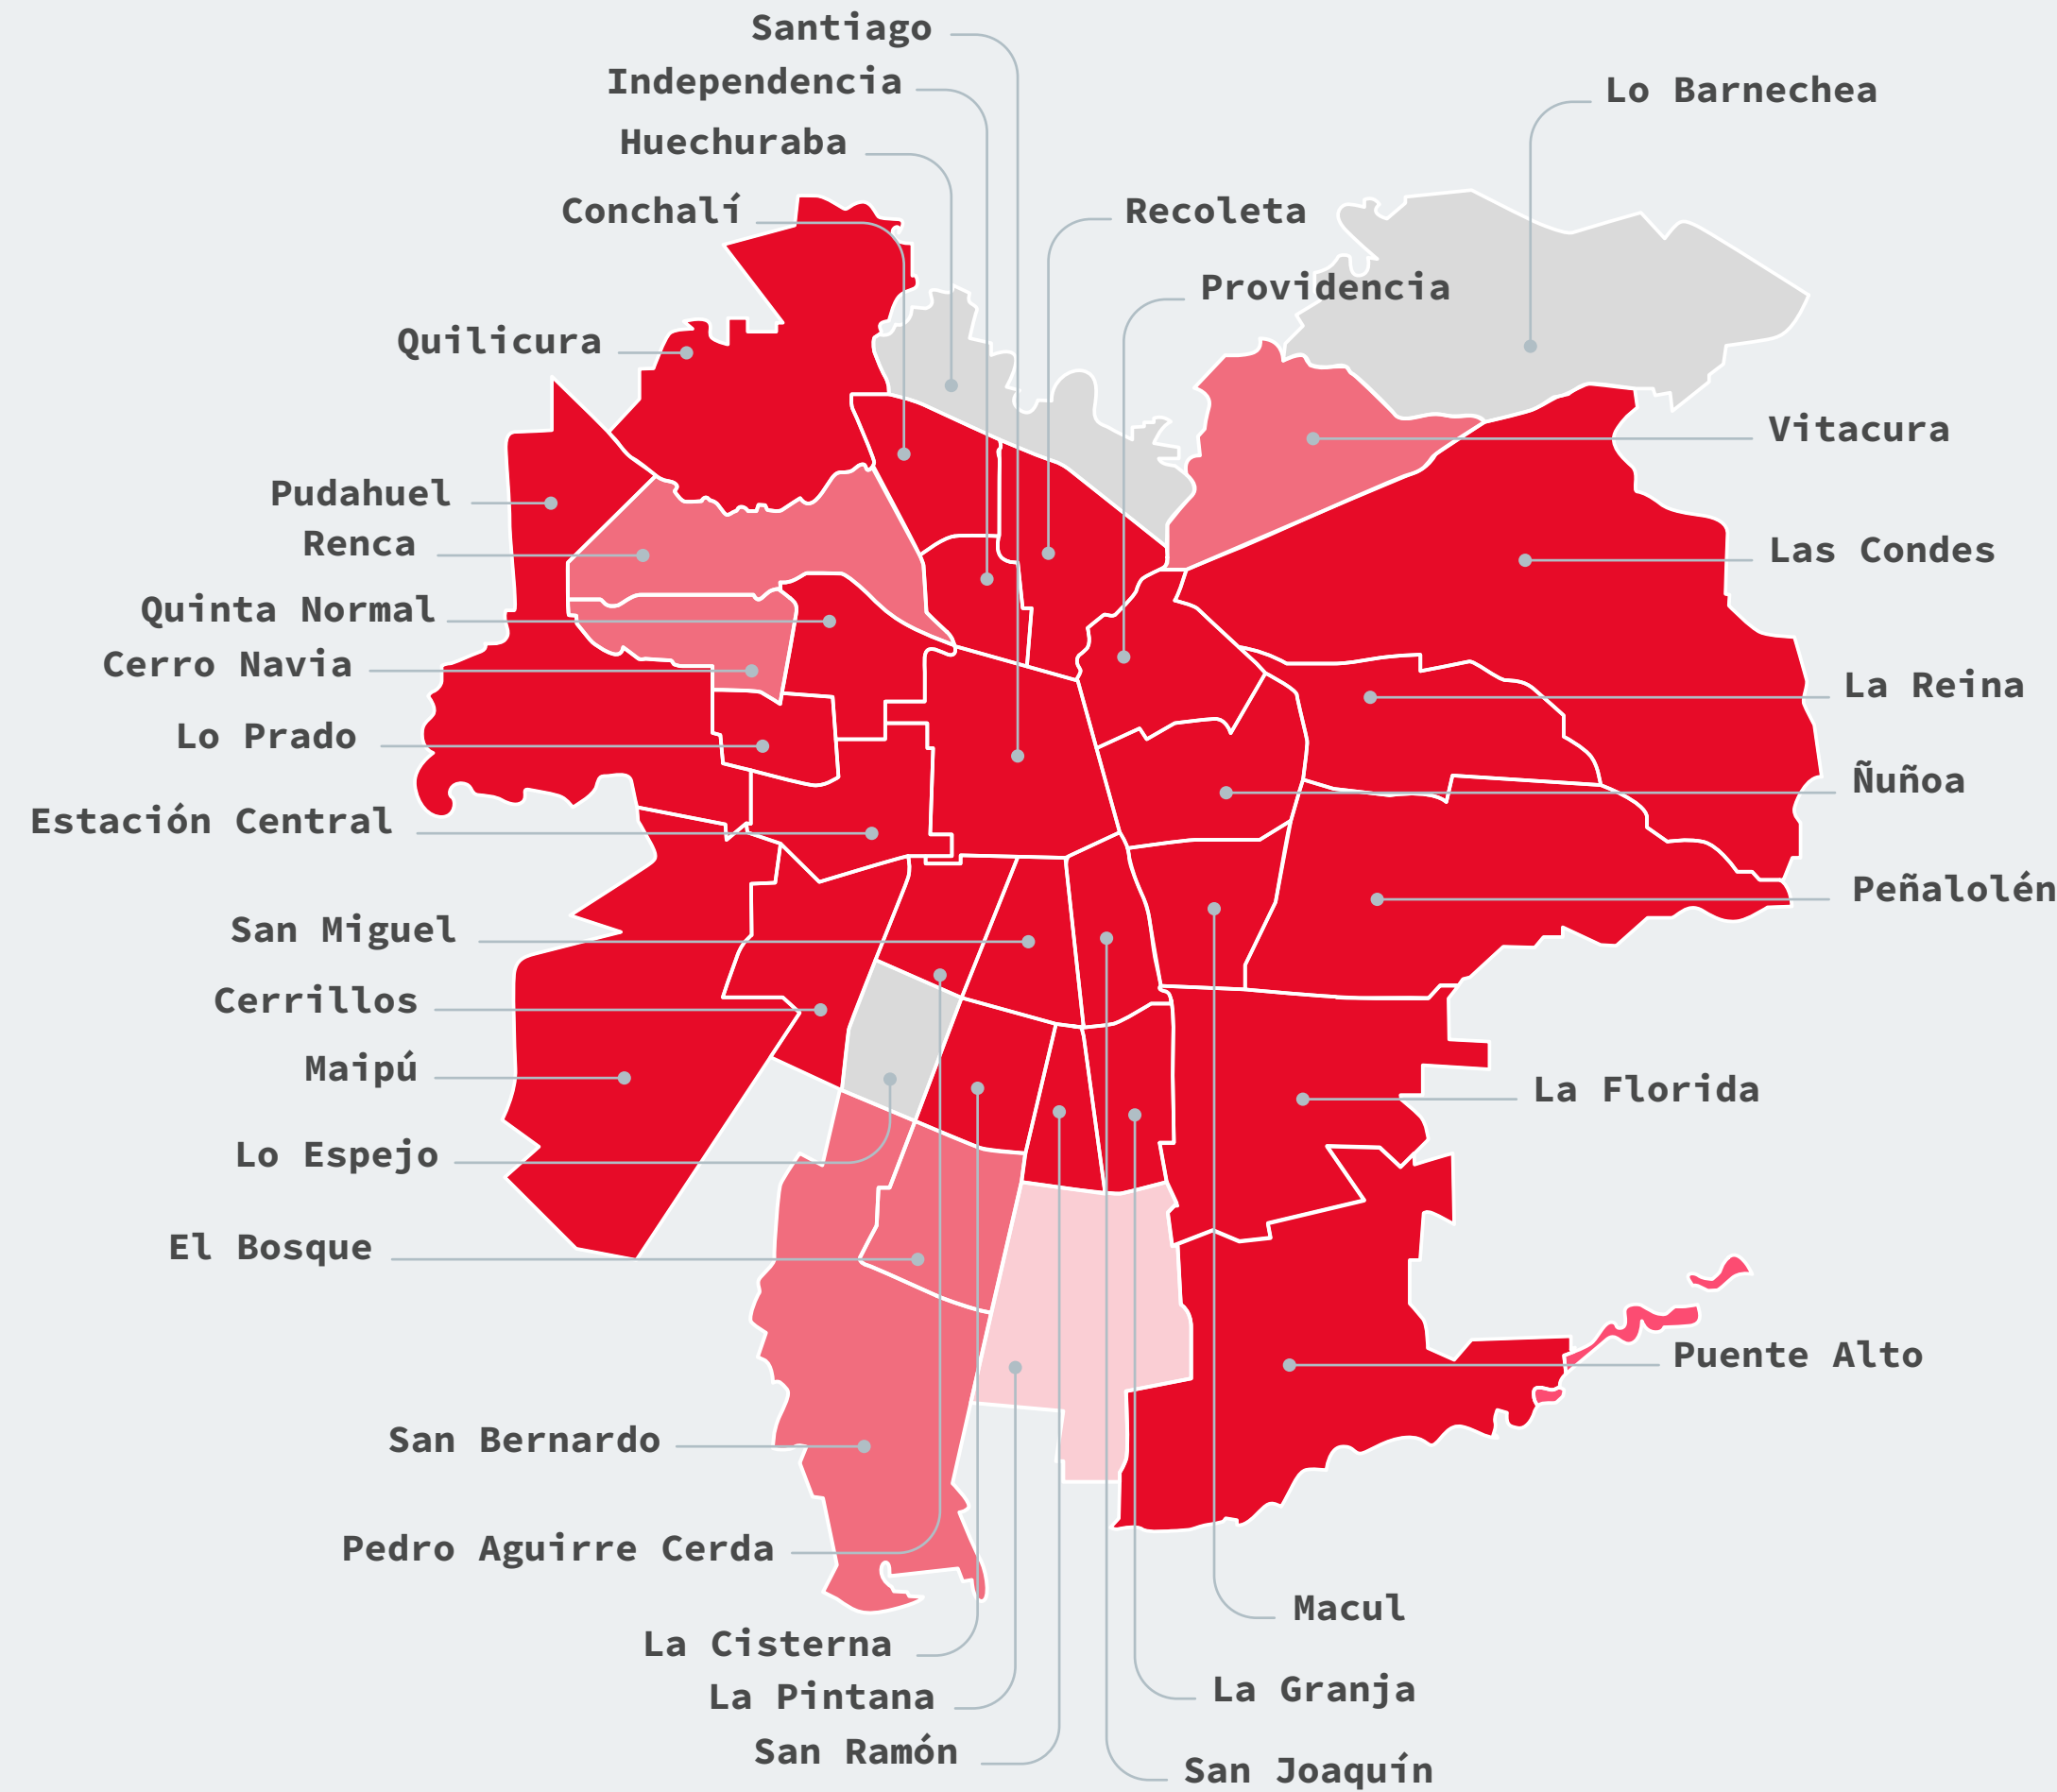 Santiago
Independencia
Lo Barnechea
Huechuraba
Conchalí
Recoleta
Providencia
Quilicura
Vitacura
Pudahuel
Renca
Las Condes
Quinta Normal
Cerro Navia
La Reina
Lo Prado
Ñuñoa
Estación Central
Peñalolén
San Miguel
Cerrillos
Maipú
La Florida
Lo Espejo
El Bosque
Puente Alto
San Bernardo
Pedro Aguirre Cerda
Macul
La Cisterna
La Granja
La Pintana
San Ramón
San Joaquín